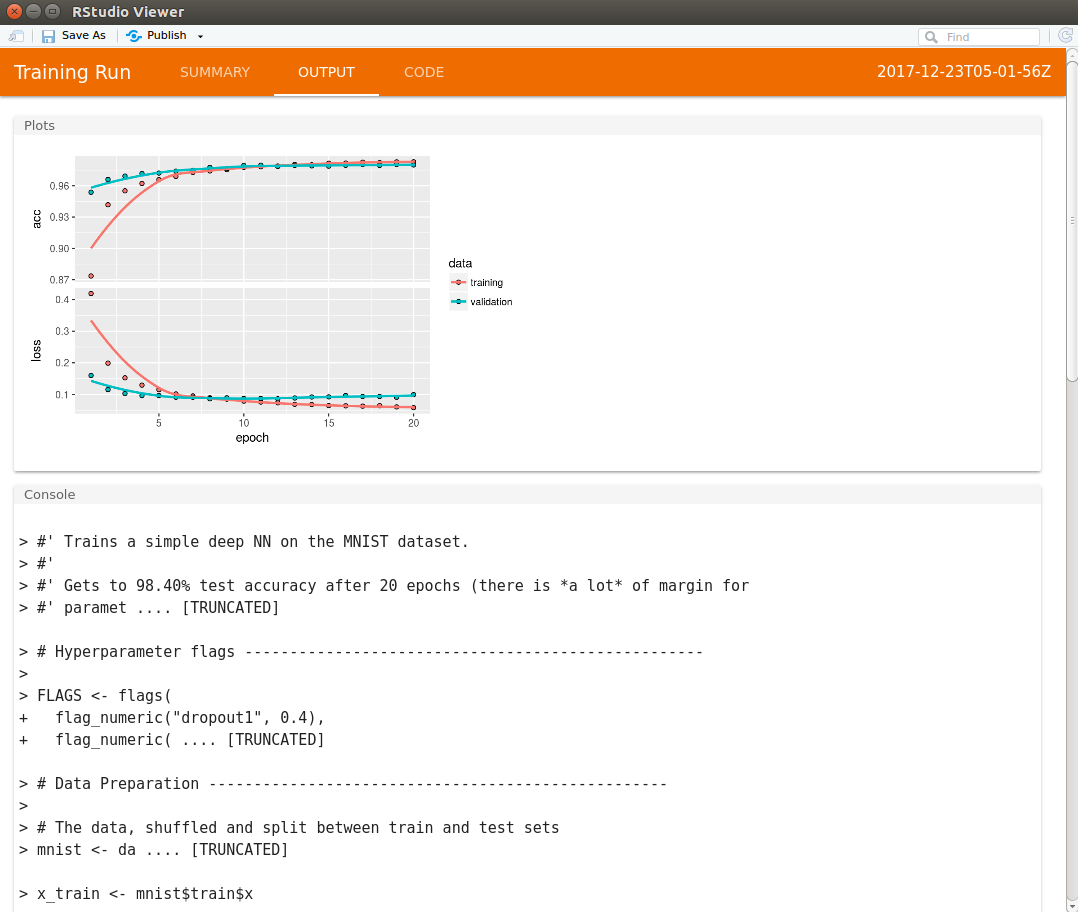 RStudio Viewer
Save As Publish Find
Training Run SUMMARY OUTPUT CODE 2017-12-23T05-01-56Z
Plots
0.96
0.93
0.90
0.87
acc
0.4
0.3
0.2
0.1
loss
5 10 15 20
epoch
data
training
validation
Console
> #' Trains a simple deep NN on the MNIST dataset.
> #'
> #' Gets to 98.40% test accuracy after 20 epochs (there is *a lot* of margin for
> #' paramet .... [TRUNCATED]
> # Hyperparameter flags ---------------------------------------------------
>
> FLAGS <- flags(
+   flag_numeric("dropout1", 0.4),
+   flag_numeric( .... [TRUNCATED]
> # Data Preparation ---------------------------------------------------
>
> # The data, shuffled and split between train and test sets
> mnist <- da .... [TRUNCATED]
> x_train <- mnist$train$x